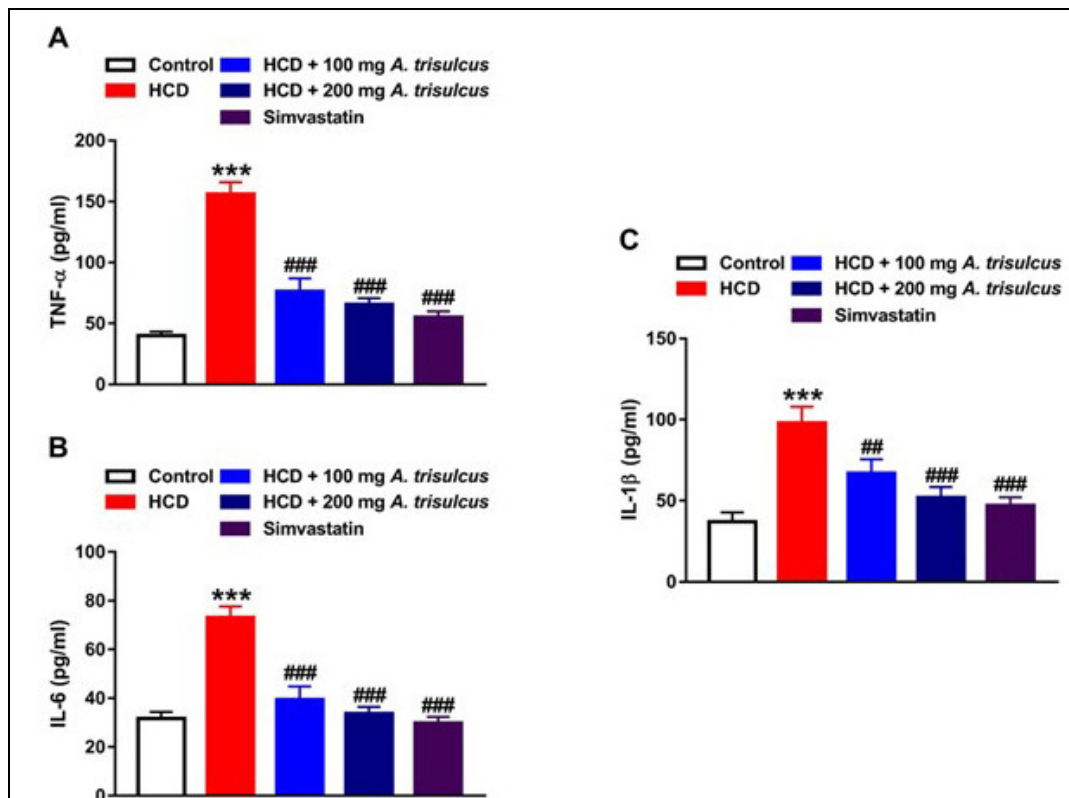 A
Control
HCD + 100 mg A. trisulcus
HCD
HCD + 200 mg A. trisulcus
Simvastatin
TNF-α (pg/ml)
200
150
100
50
0
***
###
###
###
B
Control
HCD + 100 mg A. trisulcus
HCD
HCD + 200 mg A. trisulcus
Simvastatin
IL-6 (pg/ml)
100
80
60
40
20
0
***
###
###
###
C
Control
HCD + 100 mg A. trisulcus
HCD
HCD + 200 mg A. trisulcus
Simvastatin
IL-1β (pg/ml)
150
100
50
0
***
##
###
###